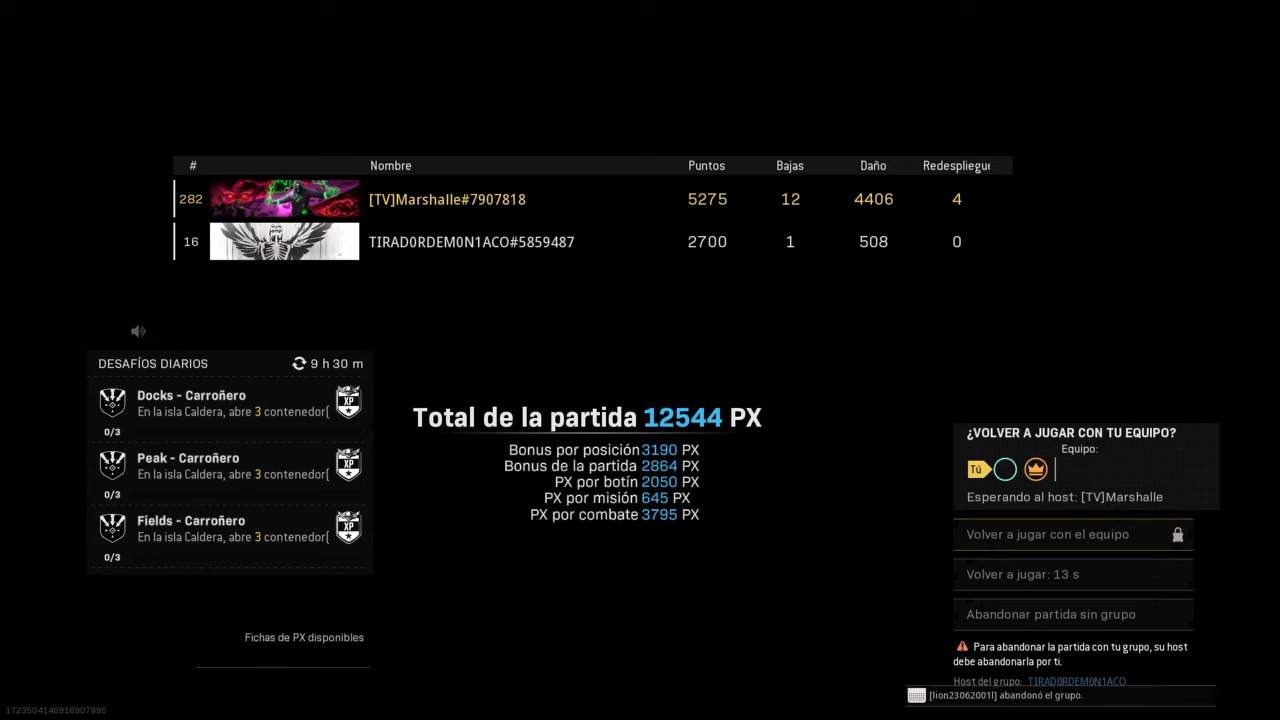 # Nombre Puntos Bajas Daño Redespliegue
282 [TV]Marshalle#7907818 5275 12 4406 4
16 TIRAD0RDEM0N1ACO#5859487 2700 1 508 0
DESAFÍOS DIARIOS 9 h 30 m
Docks - Carroñero
En la isla Caldera, abre 3 contenedor(
XP
0/3
Peak - Carroñero
En la isla Caldera, abre 3 contenedor(
XP
0/3
Fields - Carroñero
En la isla Caldera, abre 3 contenedor(
XP
0/3
Fichas de PX disponibles
Total de la partida 12544 PX
Bonus por posición 3190 PX
Bonus de la partida 2864 PX
PX por botín 2050 PX
PX por misión 645 PX
PX por combate 3795 PX
¿VOLVER A JUGAR CON TU EQUIPO?
Equipo:
Tú
Esperando al host: [TV]Marshalle
Volver a jugar con el equipo
Volver a jugar: 13 s
Abandonar partida sin grupo
Para abandonar la partida con tu grupo, su host
debe abandonarla por ti.
Host del grupo: TIRAD0RDEM0N1ACO
[lion23062001l] abandonó el grupo.
1723504146916907895